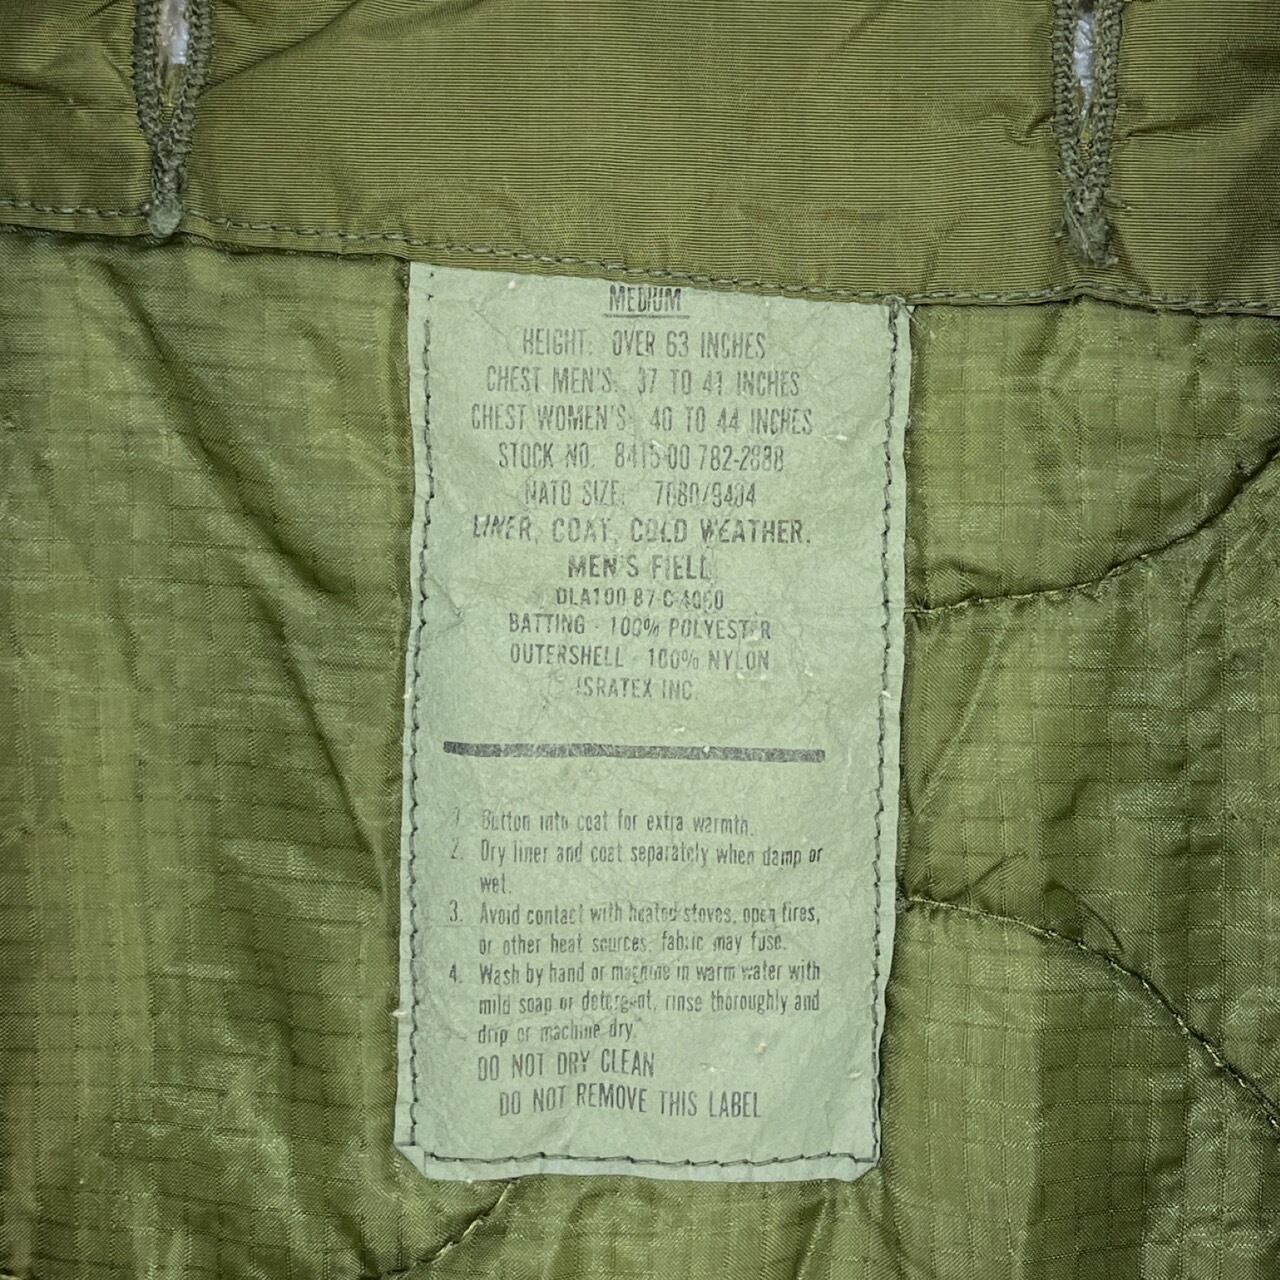 MEDIUM
HEIGHT: OVER 63 INCHES
CHEST MEN'S: 37 TO 41 INCHES
CHEST WOMEN'S: 40 TO 44 INCHES
STOCK NO. 8415-00-782-2888
NATO SIZE: 7080/9404
LINER, COAT, COLD WEATHER,
MEN'S FIELD
DLA100-87-C-4060
BATTING - 100% POLYESTER
OUTERSHELL - 100% NYLON
ISRATEX INC.
1. Button into coat for extra warmth.
2. Dry liner and coat separately when damp or
wet.
3. Avoid contact with heated stoves, open fires,
or other heat sources; fabric may fuse.
4. Wash by hand or machine in warm water with
mild soap or detergent, rinse thoroughly and
drip or machine dry.
DO NOT DRY CLEAN
DO NOT REMOVE THIS LABEL